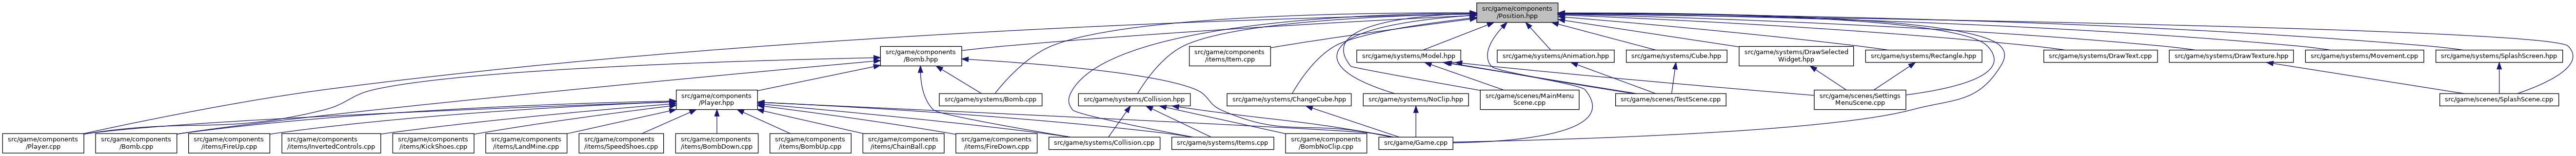 src/game/components
/Position.hpp
src/game/components
/Bomb.hpp
src/game/components
items/Item.cpp
src/game/systems/Model.hpp
src/game/systems/Animation.hpp
src/game/systems/Cube.hpp
src/game/systems/DrawSelected
Widget.hpp
src/game/systems/Rectangle.hpp
src/game/systems/DrawText.cpp
src/game/systems/DrawTexture.hpp
src/game/systems/Movement.cpp
src/game/systems/SplashScreen.hpp
src/game/components
/Player.hpp
src/game/systems/Bomb.cpp
src/game/systems/Collision.hpp
src/game/systems/ChangeCube.hpp
src/game/systems/NoClip.hpp
src/game/scenes/MainMenu
Scene.cpp
src/game/scenes/TestScene.cpp
src/game/scenes/Settings
MenuScene.cpp
src/game/scenes/SplashScene.cpp
src/game/components
/Player.cpp
src/game/components
/Bomb.cpp
src/game/components
/items/FireUp.cpp
src/game/components
/items/InvertedControls.cpp
src/game/components
/items/KickShoes.cpp
src/game/components
/items/LandMine.cpp
src/game/components
/items/SpeedShoes.cpp
src/game/components
/items/BombDown.cpp
src/game/components
/items/BombUp.cpp
src/game/components
/items/ChainBall.cpp
src/game/components
/items/FireDown.cpp
src/game/systems/Collision.cpp
src/game/systems/Items.cpp
src/game/components
/BombNoClip.cpp
src/game/Game.cpp